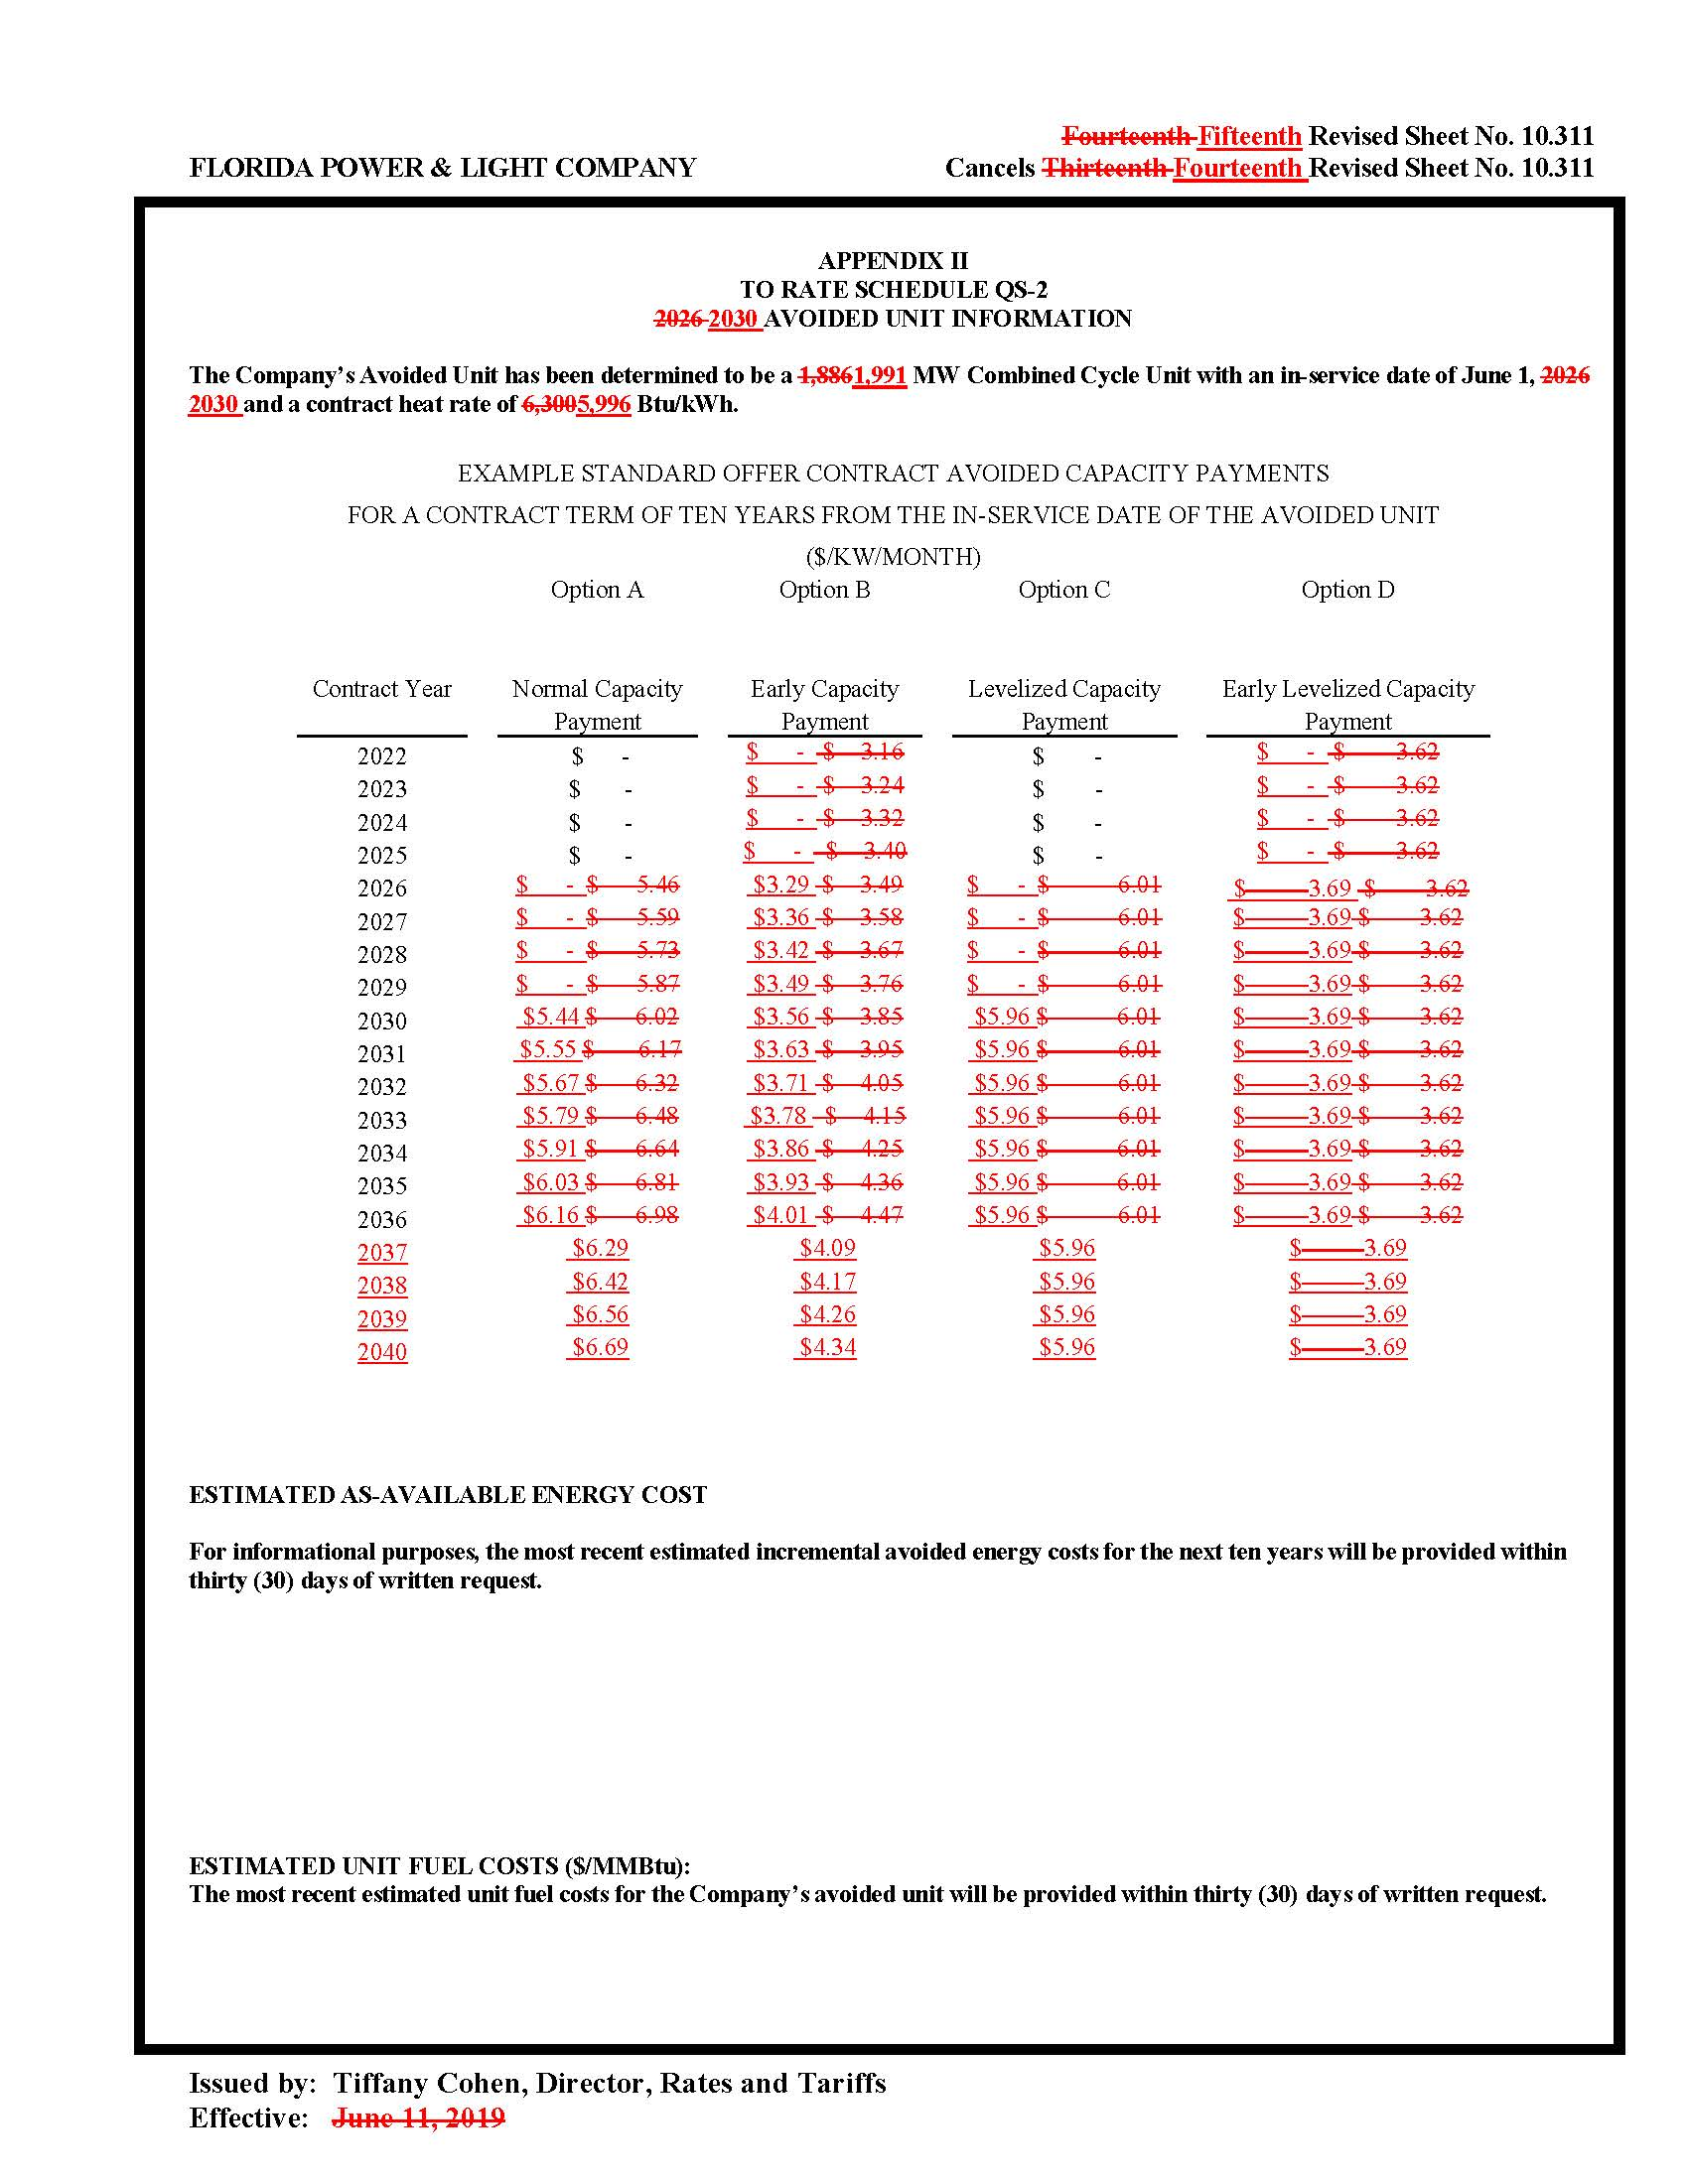 Fourteenth Fifteenth Revised Sheet No. 10.311
FLORIDA POWER & LIGHT COMPANY Cancels Thirteenth Fourteenth Revised Sheet No. 10.311
APPENDIX II
TO RATE SCHEDULE QS-2
2026 2030 AVOIDED UNIT INFORMATION
The Company's Avoided Unit has been determined to be a 1,8861,991 MW Combined Cycle Unit with an in-service date of June 1, 2026
2030 and a contract heat rate of 6,3005,996 Btu/kWh.
EXAMPLE STANDARD OFFER CONTRACT AVOIDED CAPACITY PAYMENTS
FOR A CONTRACT TERM OF TEN YEARS FROM THE IN-SERVICE DATE OF THE AVOIDED UNIT
($/KW/MONTH)
Option A Option B Option C Option D
Contract Year Normal Capacity Early Capacity Levelized Capacity Early Levelized Capacity
Payment Payment Payment Payment
2022 $ - $ - $ 3.16 $ - $ - $ 3.62
2023 $ - $ - $ 3.24 $ - $ - $ 3.62
2024 $ - $ - $ 3.32 $ - $ - $ 3.62
2025 $ - $ - $ 3.40 $ - $ - $ 3.62
2026 $ - $ 5.46 $3.29 $ 3.49 $ - $ 6.01 $ 3.69 $ 3.62
2027 $ - $ 5.59 $3.36 $ 3.58 $ - $ 6.01 $ 3.69 $ 3.62
2028 $ - $ 5.73 $3.42 $ 3.67 $ - $ 6.01 $ 3.69 $ 3.62
2029 $ - $ 5.87 $3.49 $ 3.76 $ - $ 6.01 $ 3.69 $ 3.62
2030 $5.44 $ 6.02 $3.56 $ 3.85 $5.96 $ 6.01 $ 3.69 $ 3.62
2031 $5.55 $ 6.17 $3.63 $ 3.95 $5.96 $ 6.01 $ 3.69 $ 3.62
2032 $5.67 $ 6.32 $3.71 $ 4.05 $5.96 $ 6.01 $ 3.69 $ 3.62
2033 $5.79 $ 6.48 $3.78 $ 4.15 $5.96 $ 6.01 $ 3.69 $ 3.62
2034 $5.91 $ 6.64 $3.86 $ 4.25 $5.96 $ 6.01 $ 3.69 $ 3.62
2035 $6.03 $ 6.81 $3.93 $ 4.36 $5.96 $ 6.01 $ 3.69 $ 3.62
2036 $6.16 $ 6.98 $4.01 $ 4.47 $5.96 $ 6.01 $ 3.69 $ 3.62
2037 $6.29 $4.09 $5.96 $ 3.69
2038 $6.42 $4.17 $5.96 $ 3.69
2039 $6.56 $4.26 $5.96 $ 3.69
2040 $6.69 $4.34 $5.96 $ 3.69
ESTIMATED AS-AVAILABLE ENERGY COST
For informational purposes, the most recent estimated incremental avoided energy costs for the next ten years will be provided within
thirty (30) days of written request.
ESTIMATED UNIT FUEL COSTS ($/MMBtu):
The most recent estimated unit fuel costs for the Company's avoided unit will be provided within thirty (30) days of written request.
Issued by: Tiffany Cohen, Director, Rates and Tariffs
Effective: June 11, 2019